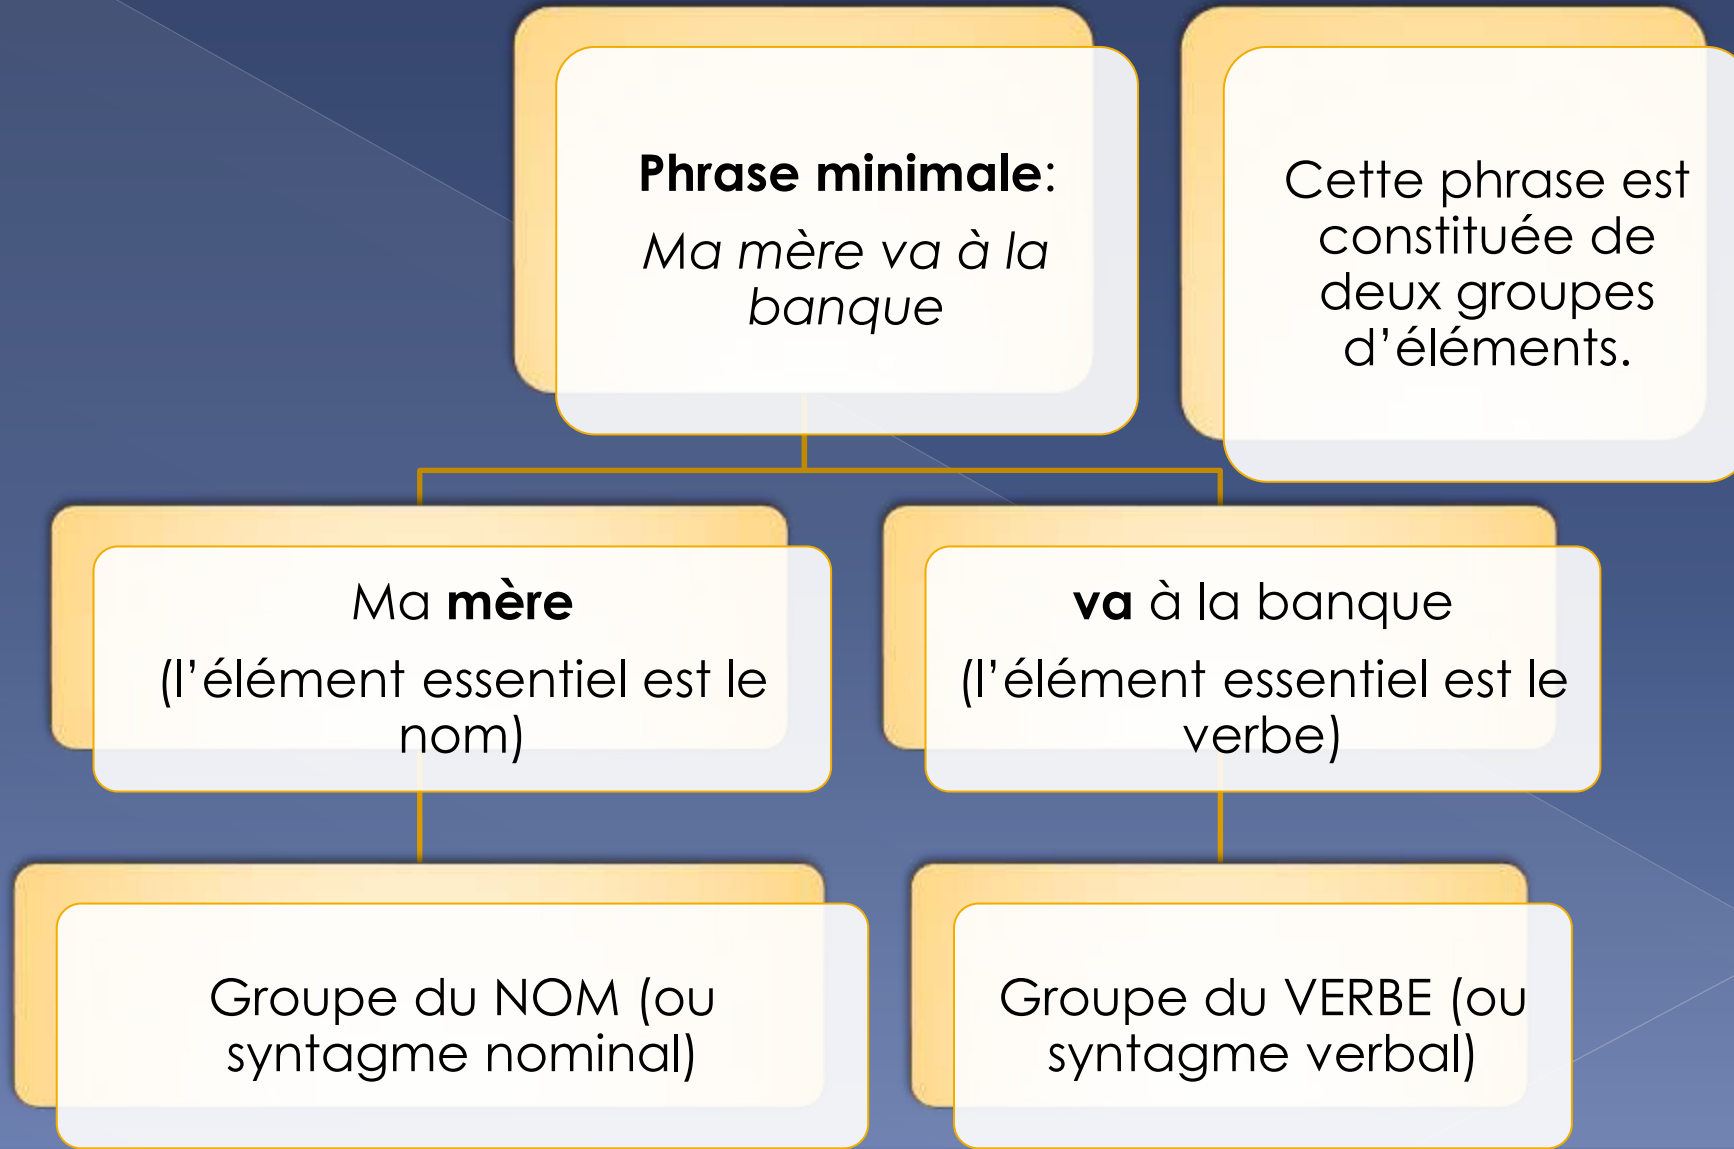 Phrase minimale:
Ma mère va à la
banque
Cette phrase est
constituée de
deux groupes
d’éléments.
Ma mère
(l’élément essentiel est le
nom)
va à la banque
(l’élément essentiel est le
verbe)
Groupe du NOM (ou
syntagme nominal)
Groupe du VERBE (ou
syntagme verbal)